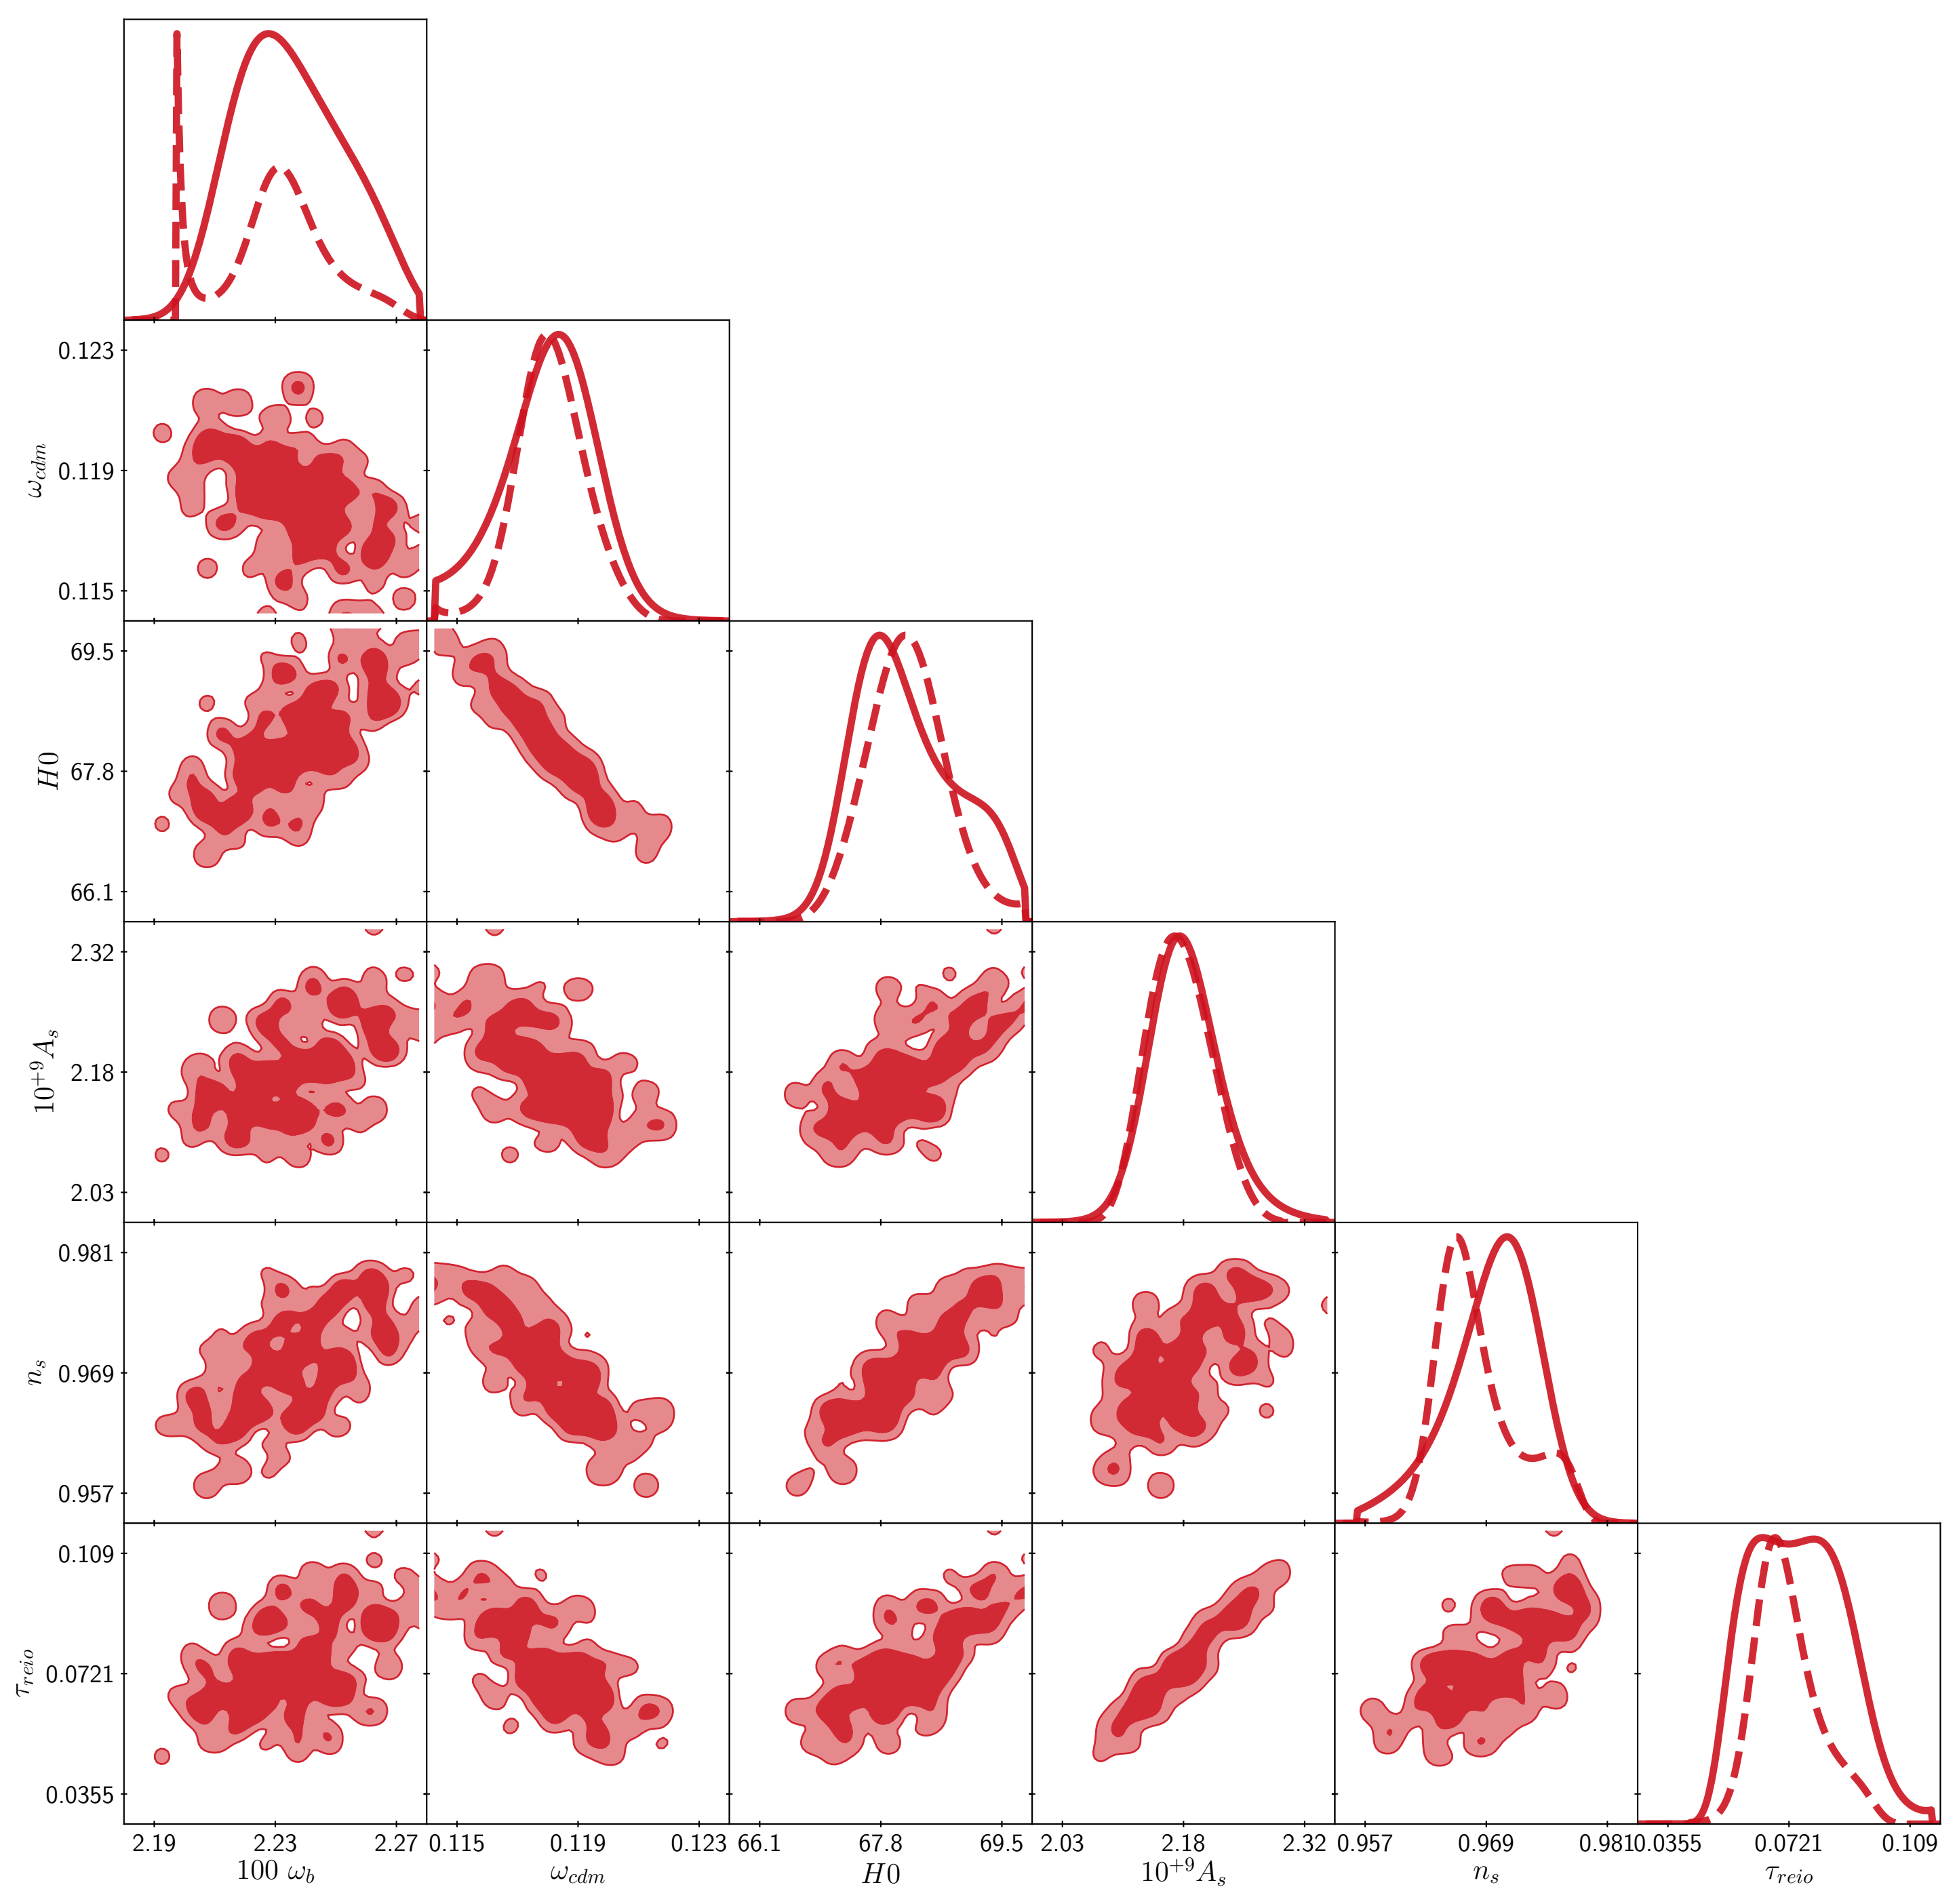 0.123
0.119
0.115
ω_cdm
69.5
67.8
66.1
H0
2.32
2.18
2.03
10^{+9}A_s
0.981
0.969
0.957
n_s
0.109
0.0721
0.0355
τ_reio
2.19 2.23 2.27 0.115 0.119 0.123 66.1 67.8 69.5 2.03 2.18 2.32 0.957 0.969 0.981 0.0355 0.0721 0.109
100 ω_b ω_cdm H0 10^{+9}A_s n_s τ_reio